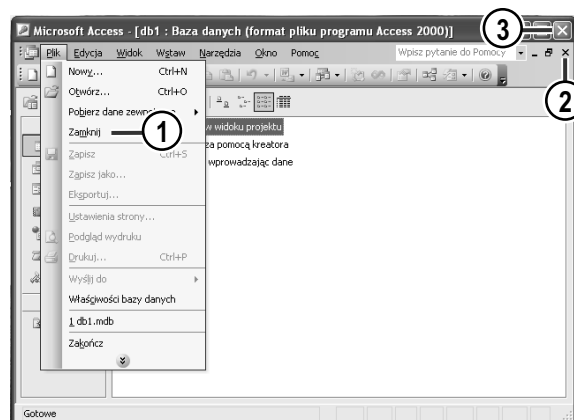 Microsoft Access - [db1 : Baza danych (format pliku programu Access 2000)]
3
Plik Edycja Widok Wstaw Narzędzia Okno Pomoc Wpisz pytanie do Pomocy
2
Nowy... Ctrl+N
Otwórz... Ctrl+O
Pobierz dane
Zamknij
1
w widoku projektu
za pomocą kreatora
wprowadzając dane
Zapisz Ctrl+S
Zapisz jako...
Eksportuj...
Ustawienia strony...
Podgląd wydruku
Drukuj... Ctrl+P
Wyślij do
Właściwości bazy danych
1 db1.mdb
Zakończ
Gotowe